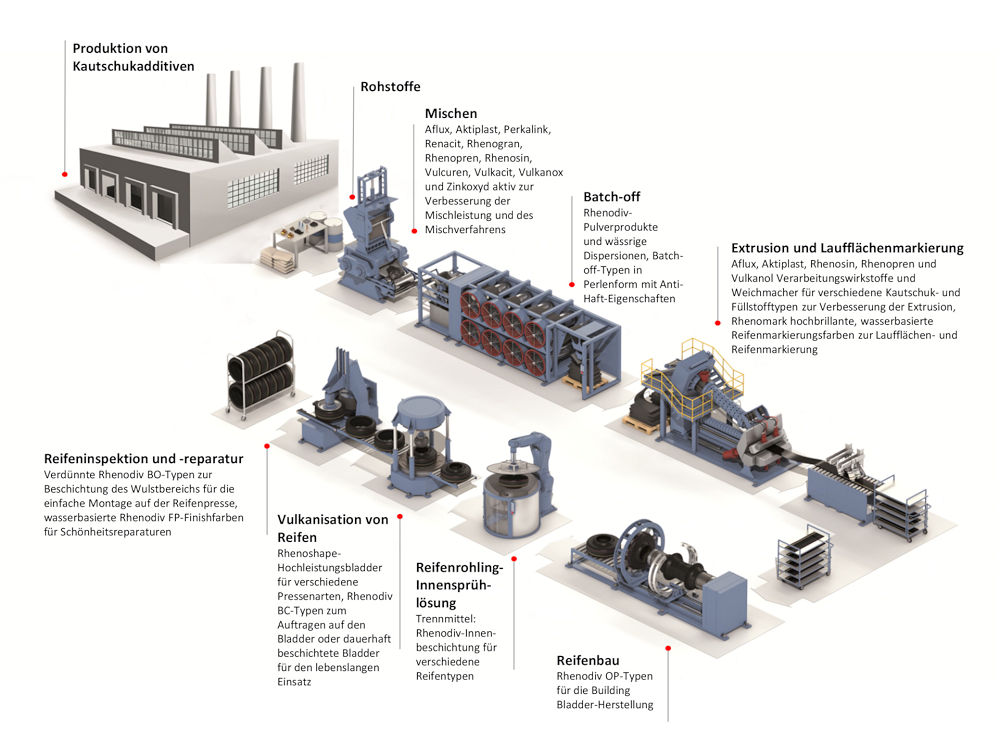 Produktion von
Kautschukadditiven
Rohstoffe
Mischen
Aflux, Aktiplast, Perkalink,
Renacit, Rhenogran,
Rhenopren, Rhenosin,
Vulcuren, Vulkacit, Vulkanox
und Zinkoxyd aktiv zur
Verbesserung der
Mischleistung und des
Mischverfahrens
Batch-off
Rhenodiv-
Pulverprodukte
und wässrige
Dispersionen, Batch-
off-Typen in
Perlenform mit Anti-
Haft-Eigenschaften
Extrusion und Laufflächenmarkierung
Aflux, Aktiplast, Rhenosin, Rhenopren und
Vulkanol Verarbeitungswirkstoffe und
Weichmacher für verschiedene Kautschuk- und
Füllstofftypen zur Verbesserung der Extrusion,
Rhenomark hochbrillante, wasserbasierte
Reifenmarkierungsfarben zur Laufflächen- und
Reifenmarkierung
Reifeninspektion und -reparatur
Verdünnte Rhenodiv BO-Typen zur
Beschichtung des Wulstbereichs für die
einfache Montage auf der Reifenpresse,
wasserbasierte Rhenodiv FP-Finishfarben
für Schönheitsreparaturen
Vulkanisation von
Reifen
Rhenoshape-
Hochleistungsbladder
für verschiedene
Pressenarten, Rhenodiv
BC-Typen zum
Auftragen auf den
Bladder oder dauerhaft
beschichtete Bladder
für den lebenslangen
Einsatz
Reifenrohling-
Innensprüh-
lösung
Trennmittel:
Rhenodiv-Innen-
beschichtung für
verschiedene
Reifentypen
Reifenbau
Rhenodiv OP-Typen
für die Building
Bladder-Herstellung